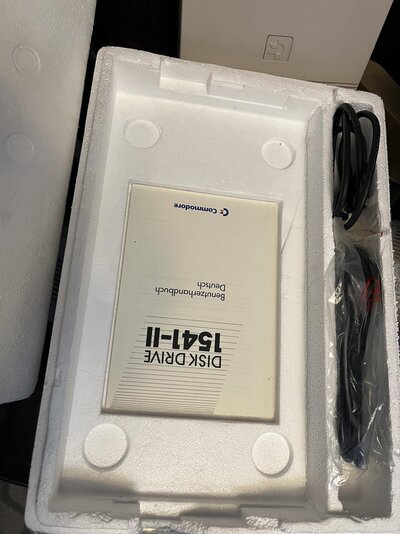 DISK DRIVE
1541-II
Benutzerhandbuch
Deutsch
Commodore